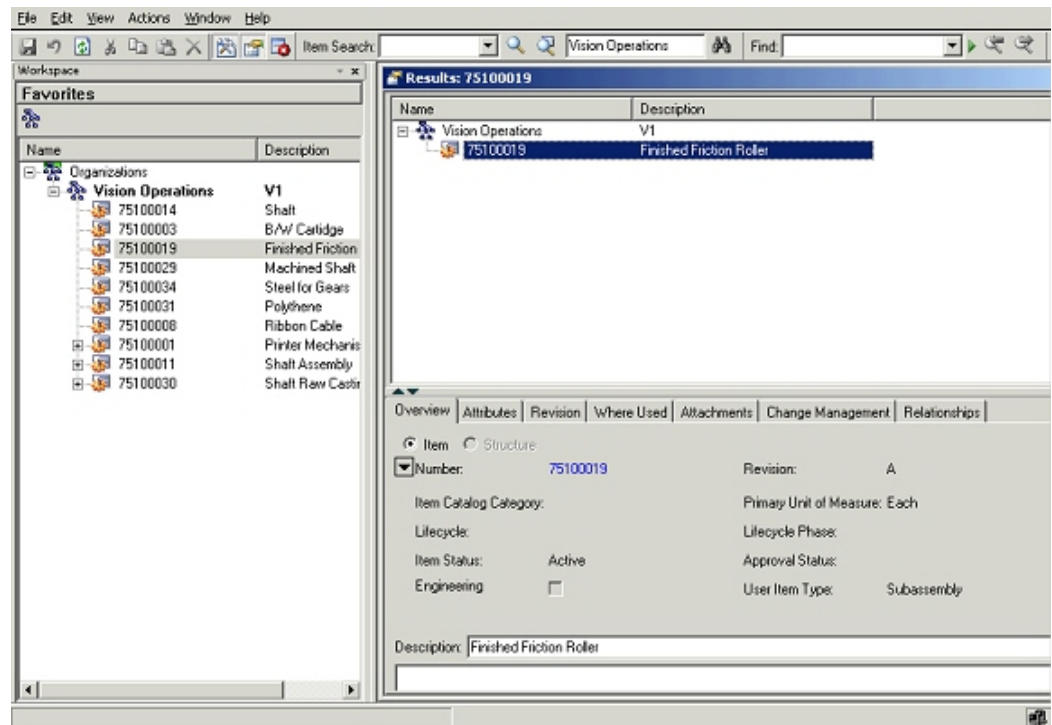 File Edit View Actions Window Help
Item Search: Vision Operations Find:
Workspace
Favorites
Name Description
Organizations
Vision Operations V1
75100014 Shaft
75100003 B/W Cartidge
75100019 Finished Friction
75100029 Machined Shaft
75100034 Steel for Gears
75100031 Polythene
75100008 Ribbon Cable
75100001 Printer Mechanis
75100011 Shaft Assembly
75100030 Shaft Raw Castir
Results: 75100019
Name Description
Vision Operations V1
75100019 Finished Friction Roller
Overview Attributes Revision Where Used Attachments Change Management Relationships
Item Structure
Number: 75100019 Revision: A
Item Catalog Category: Primary Unit of Measure: Each
Lifecycle: Lifecycle Phase:
Item Status: Active Approval Status:
Engineering User Item Type: Subassembly
Description: Finished Friction Roller